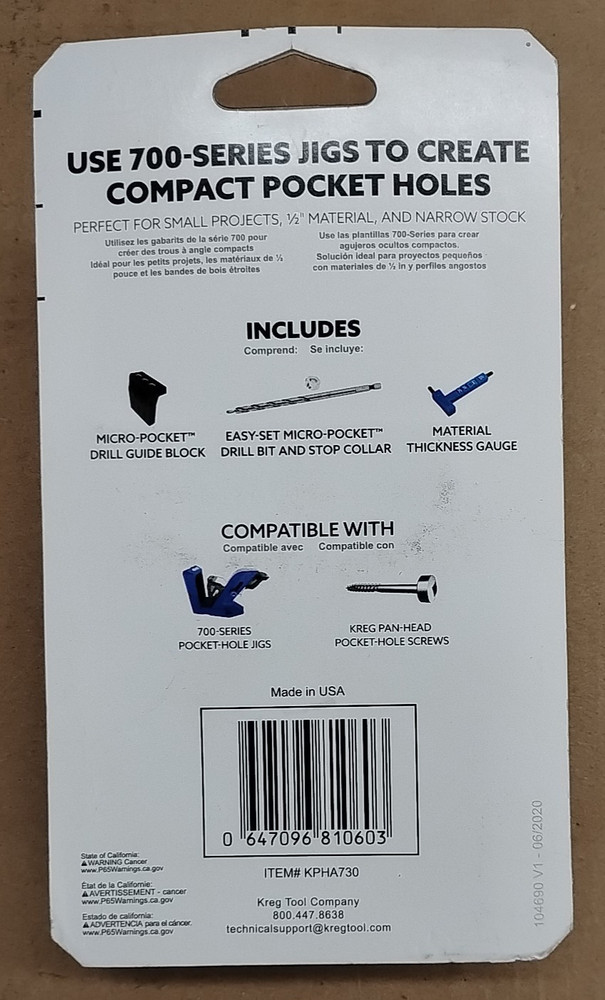 USE 700-SERIES JIGS TO CREATE
COMPACT POCKET HOLES
PERFECT FOR SMALL PROJECTS, ½" MATERIAL, AND NARROW STOCK
Utilisez les gabarits de la série 700 pour
créer des trous à angle compacts
Idéal pour les petits projets, les matériaux de ½
pouce et les bandes de bois étroites
Use las plantillas 700-Series para crear
agujeros ocultos compactos.
Solución ideal para proyectos pequeños
con materiales de ½ in y perfiles angostos
INCLUDES
Comprend: Se incluye:
MICRO-POCKET™
DRILL GUIDE BLOCK
EASY-SET MICRO-POCKET™
DRILL BIT AND STOP COLLAR
MATERIAL
THICKNESS GAUGE
COMPATIBLE WITH
Compatible avec Compatible con
700-SERIES
POCKET-HOLE JIGS
KREG PAN-HEAD
POCKET-HOLE SCREWS
Made in USA
0 647096 810603
ITEM# KPHA730
Kreg Tool Company
800.447.8638
technicalsupport@kregtool.com
State of California:
⚠WARNING Cancer
www.P65Warnings.ca.gov
État de la Californie:
⚠AVERTISSEMENT - cancer
www.P65Warnings.ca.gov
Estado de california:
⚠ADVERTENCIA para el cáncer.
www.P65Warnings.ca.gov
104690 V1 - 06/2020